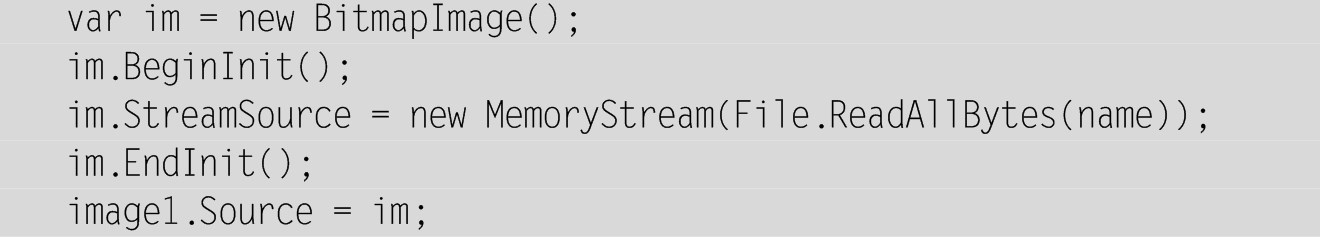 var im = new BitmapImage();
im.BeginInit();
im.StreamSource = new MemoryStream(File.ReadAllBytes(name));
im.EndInit();
image1.Source = im;